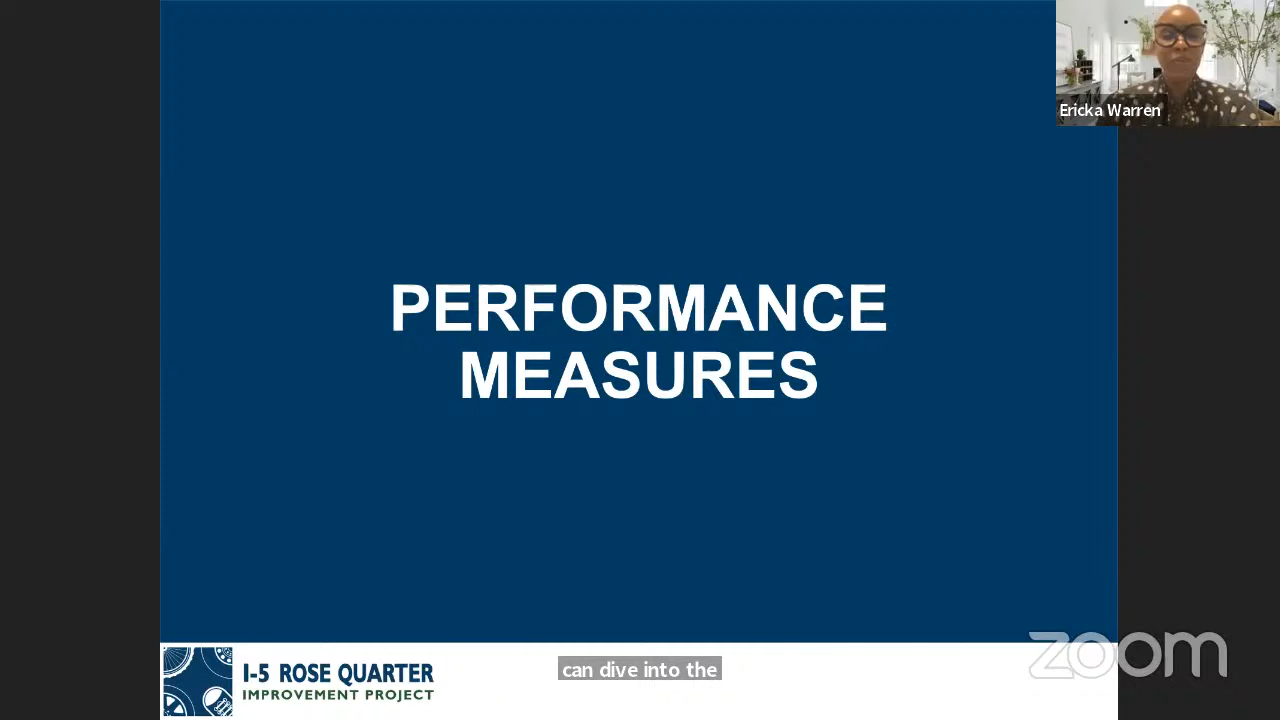 Ericka Warren
PERFORMANCE
MEASURES
I-5 ROSE QUARTER
IMPROVEMENT PROJECT
can dive into the
zoom